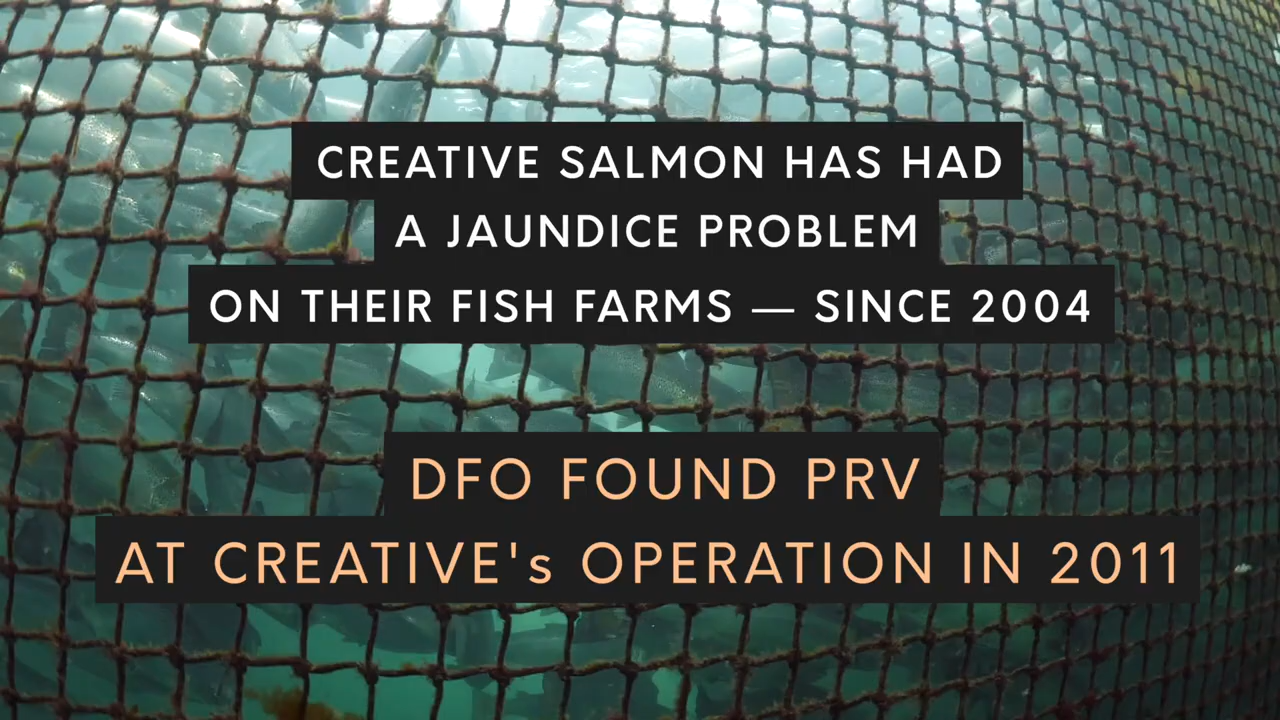 CREATIVE SALMON HAS HAD
A JAUNDICE PROBLEM
ON THEIR FISH FARMS — SINCE 2004
DFO FOUND PRV
AT CREATIVE's OPERATION IN 2011